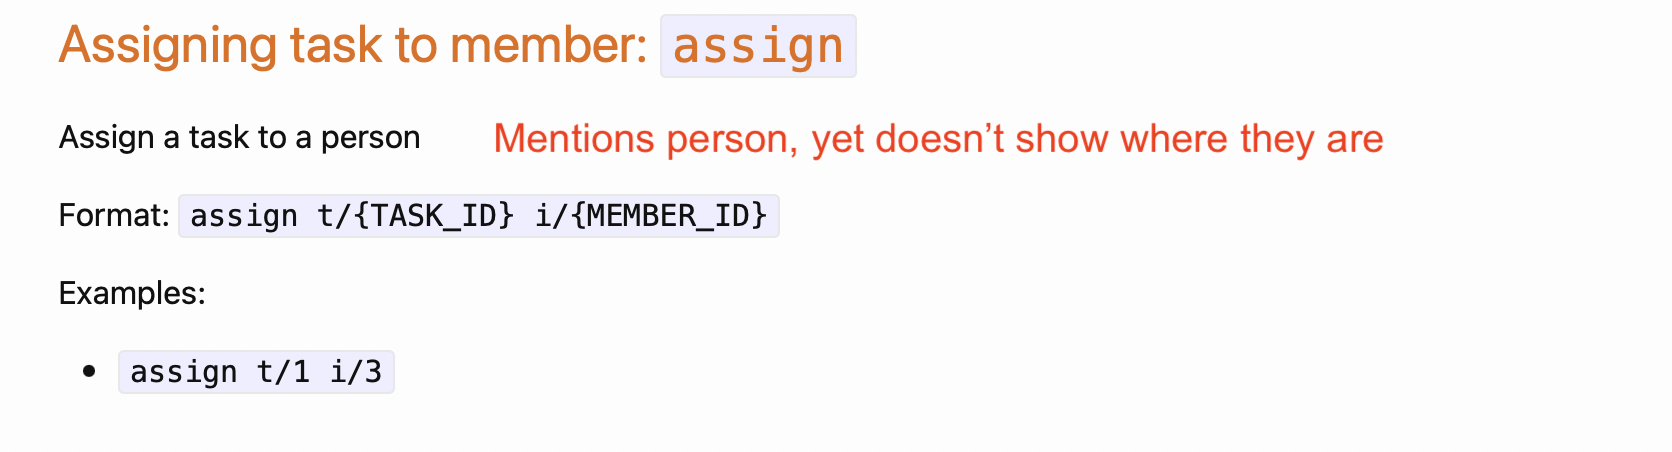 Assigning task to member: assign
Assign a task to a person
Mentions person, yet doesn’t show where they are
Format: assign t/{TASK_ID} i/{MEMBER_ID}
Examples:
• assign t/1 i/3